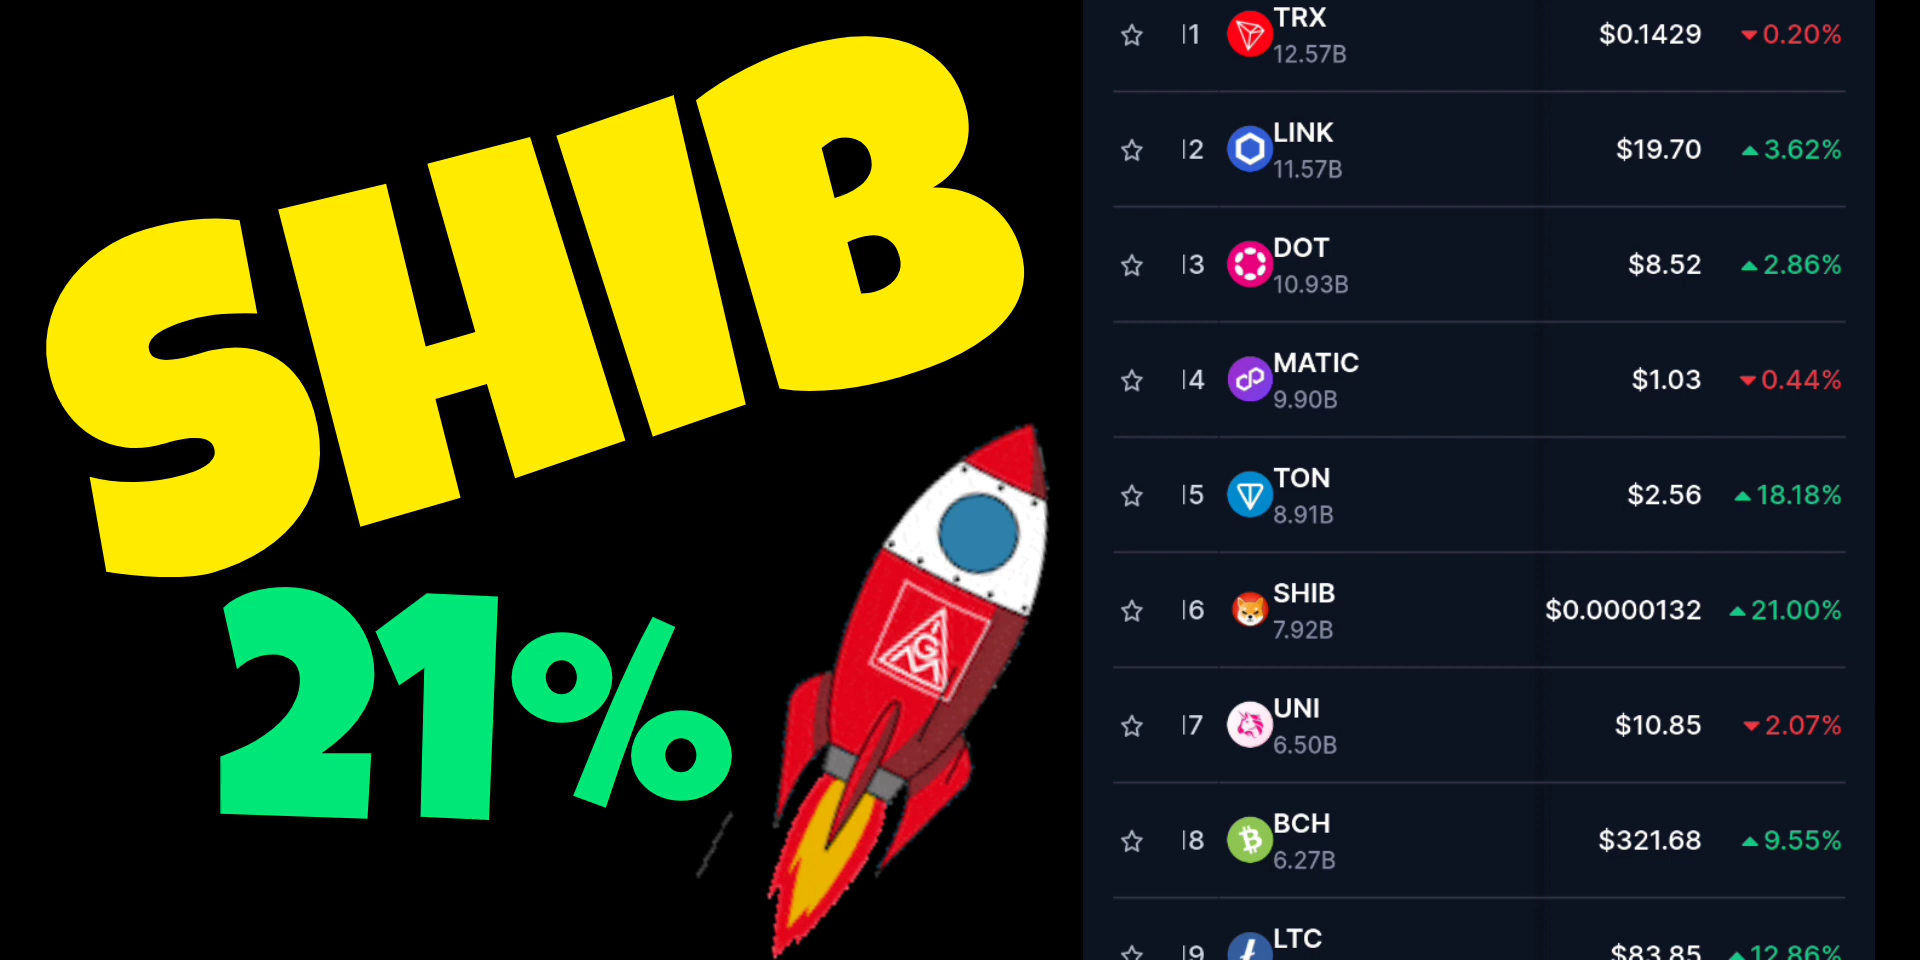 SHIB
21%
IGM
11 TRX $0.1429 0.20%
12.57B
12 LINK $19.70 3.62%
11.57B
13 DOT $8.52 2.86%
10.93B
14 MATIC $1.03 0.44%
9.90B
15 TON $2.56 18.18%
8.91B
16 SHIB $0.0000132 21.00%
7.92B
17 UNI $10.85 2.07%
6.50B
18 BCH $321.68 9.55%
6.27B
19 LTC $83.85 12.86%